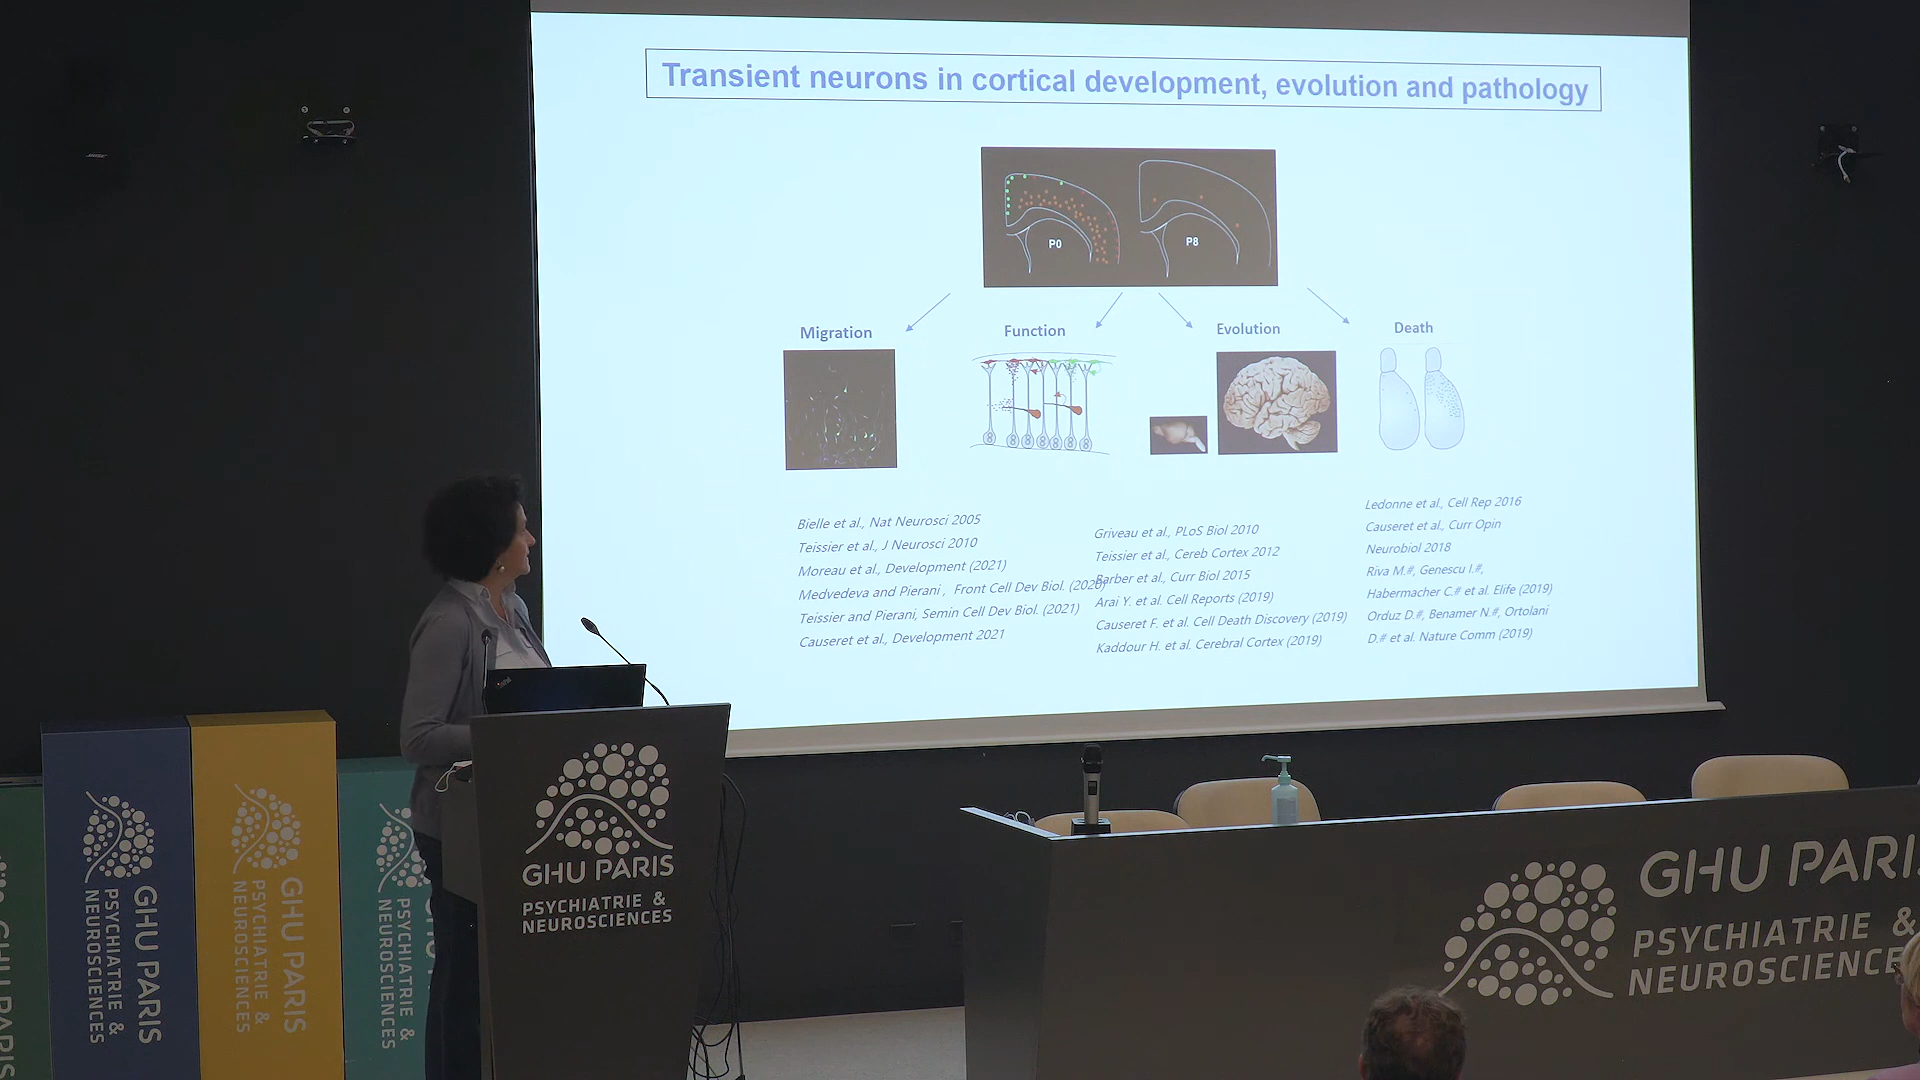 Transient neurons in cortical development, evolution and pathology
P0
P8
Migration
Function
Evolution
Death
Bielle et al., Nat Neurosci 2005
Teissier et al., J Neurosci 2010
Moreau et al., Development (2021)
Medvedeva and Pierani , Front Cell Dev Biol. (2020)
Teissier and Pierani, Semin Cell Dev Biol. (2021)
Causeret et al., Development 2021
Griveau et al., PLoS Biol 2010
Teissier et al., Cereb Cortex 2012
Barber et al., Curr Biol 2015
Arai Y. et al. Cell Reports (2019)
Causeret F. et al. Cell Death Discovery (2019)
Kaddour H. et al. Cerebral Cortex (2019)
Ledonne et al., Cell Rep 2016
Causeret et al., Curr Opin
Neurobiol 2018
Riva M.#, Genescu I.#,
Habermacher C.# et al. Elife (2019)
Orduz D.#, Benamer N.#, Ortolani
D.# et al. Nature Comm (2019)
GHU PARIS
GHU PARIS
PSYCHIATRIE &
NEUROSCIENCES
GHU PARIS
PSYCHIATRIE &
NEUROSCIENCES
PSYCHIATRIE &
NEUROSCIENCES
GHU PARIS
PSYCHIATRIE &
NEUROSCIENCES
GHU PARI
PSYCHIATRIE &
NEUROSCIENCE